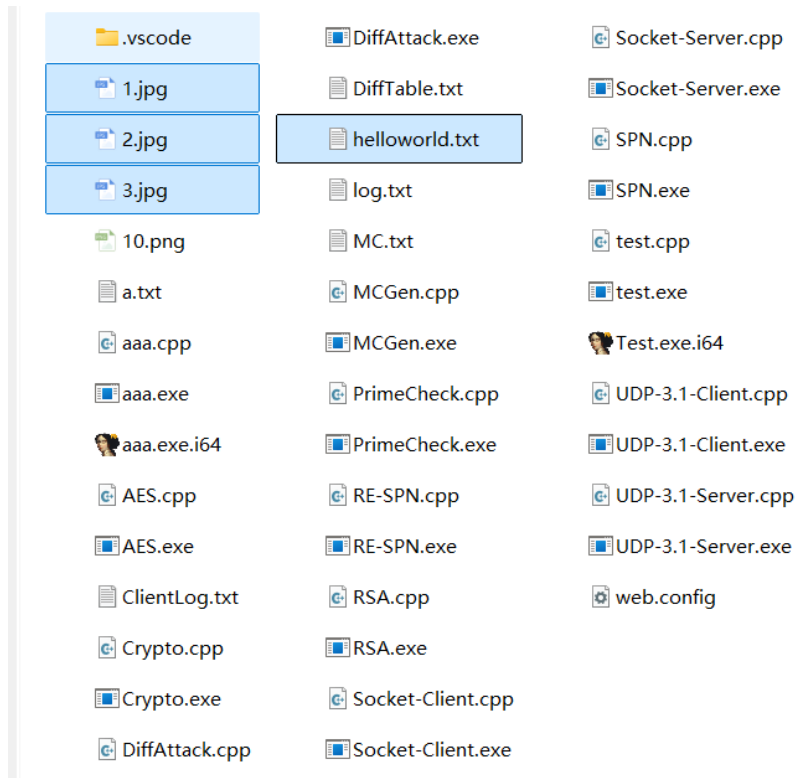 .vscode
1.jpg
2.jpg
3.jpg
10.png
a.txt
aaa.cpp
aaa.exe
aaa.exe.i64
AES.cpp
AES.exe
ClientLog.txt
Crypto.cpp
Crypto.exe
DiffAttack.cpp
DiffAttack.exe
DiffTable.txt
helloworld.txt
log.txt
MC.txt
MCGen.cpp
MCGen.exe
PrimeCheck.cpp
PrimeCheck.exe
RE-SPN.cpp
RE-SPN.exe
RSA.cpp
RSA.exe
Socket-Client.cpp
Socket-Client.exe
Socket-Server.cpp
Socket-Server.exe
SPN.cpp
SPN.exe
test.cpp
test.exe
Test.exe.i64
UDP-3.1-Client.cpp
UDP-3.1-Client.exe
UDP-3.1-Server.cpp
UDP-3.1-Server.exe
web.config